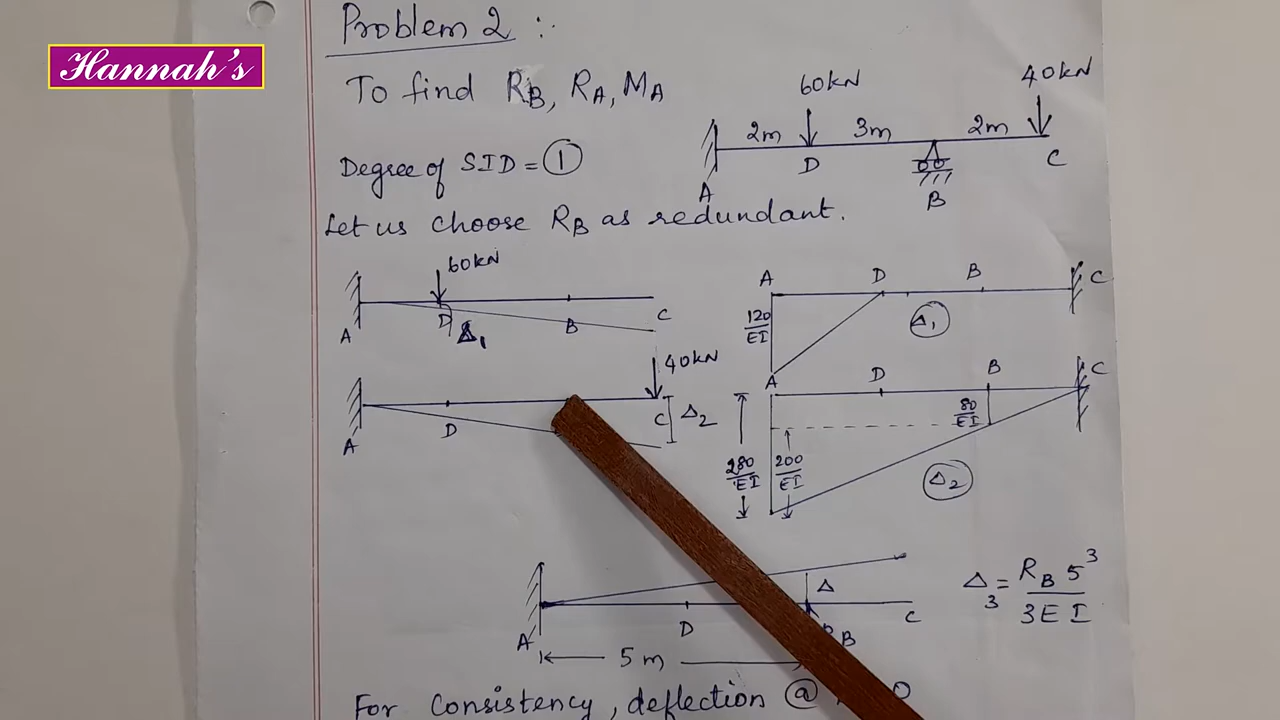 Hannah's
Problem 2 :
To find RB, RA, MA
60kN
40kN
2m
3m
2m
A
D
B
C
Degree of SID = 1
Let us choose RB as redundant.
60kN
A
D
B
C
Δ1
A
D
B
C
120
EI
Δ1
40kN
A
D
C
Δ2
A
D
B
C
280
EI
200
EI
80
EI
Δ2
A
D
B
C
Δ
5m
Δ3 = RB 5³
3EI
For consistency, deflection @